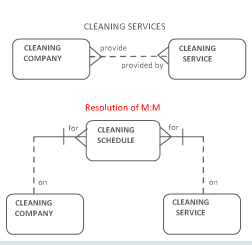 CLEANING SERVICES
CLEANING
COMPANY
provide
provided by
CLEANING
SERVICE
Resolution of M:M
for
CLEANING
SCHEDULE
for
on
on
CLEANING
COMPANY
CLEANING
SERVICE